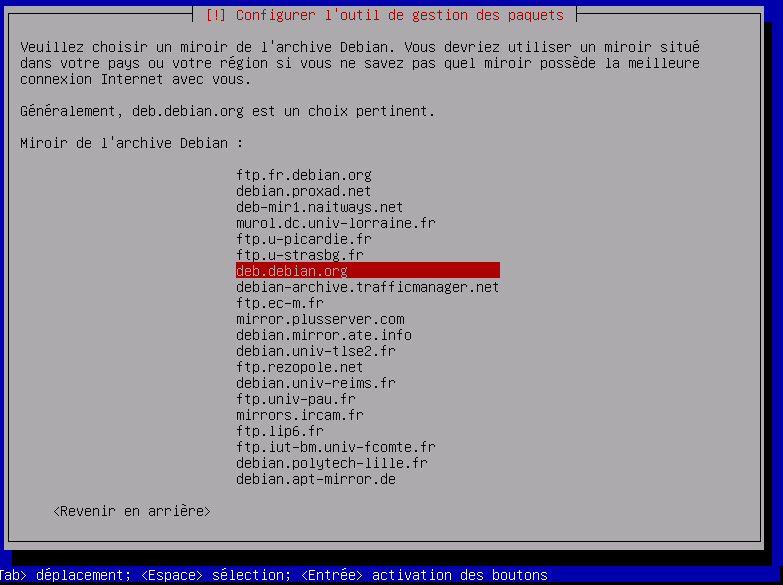 [!] Configurer l'outil de gestion des paquets
Veuillez choisir un miroir de l'archive Debian. Vous devriez utiliser un miroir situé
dans votre pays ou votre région si vous ne savez pas quel miroir possède la meilleure
connexion Internet avec vous.
Généralement, deb.debian.org est un choix pertinent.
Miroir de l'archive Debian :
ftp.fr.debian.org
debian.proxad.net
deb-mir1.naitways.net
murol.dc.univ-lorraine.fr
ftp.u-picardie.fr
ftp.u-strasbg.fr
deb.debian.org
debian-archive.trafficmanager.net
ftp.ec-m.fr
mirror.plusserver.com
debian.mirror.ate.info
debian.univ-tlse2.fr
ftp.rezopole.net
debian.univ-reims.fr
ftp.univ-pau.fr
mirrors.ircam.fr
ftp.lip6.fr
ftp.iut-bm.univ-fcomte.fr
debian.polytech-lille.fr
debian.apt-mirror.de
<Revenir en arrière>
Tab> déplacement; <Espace> sélection; <Entrée> activation des boutons